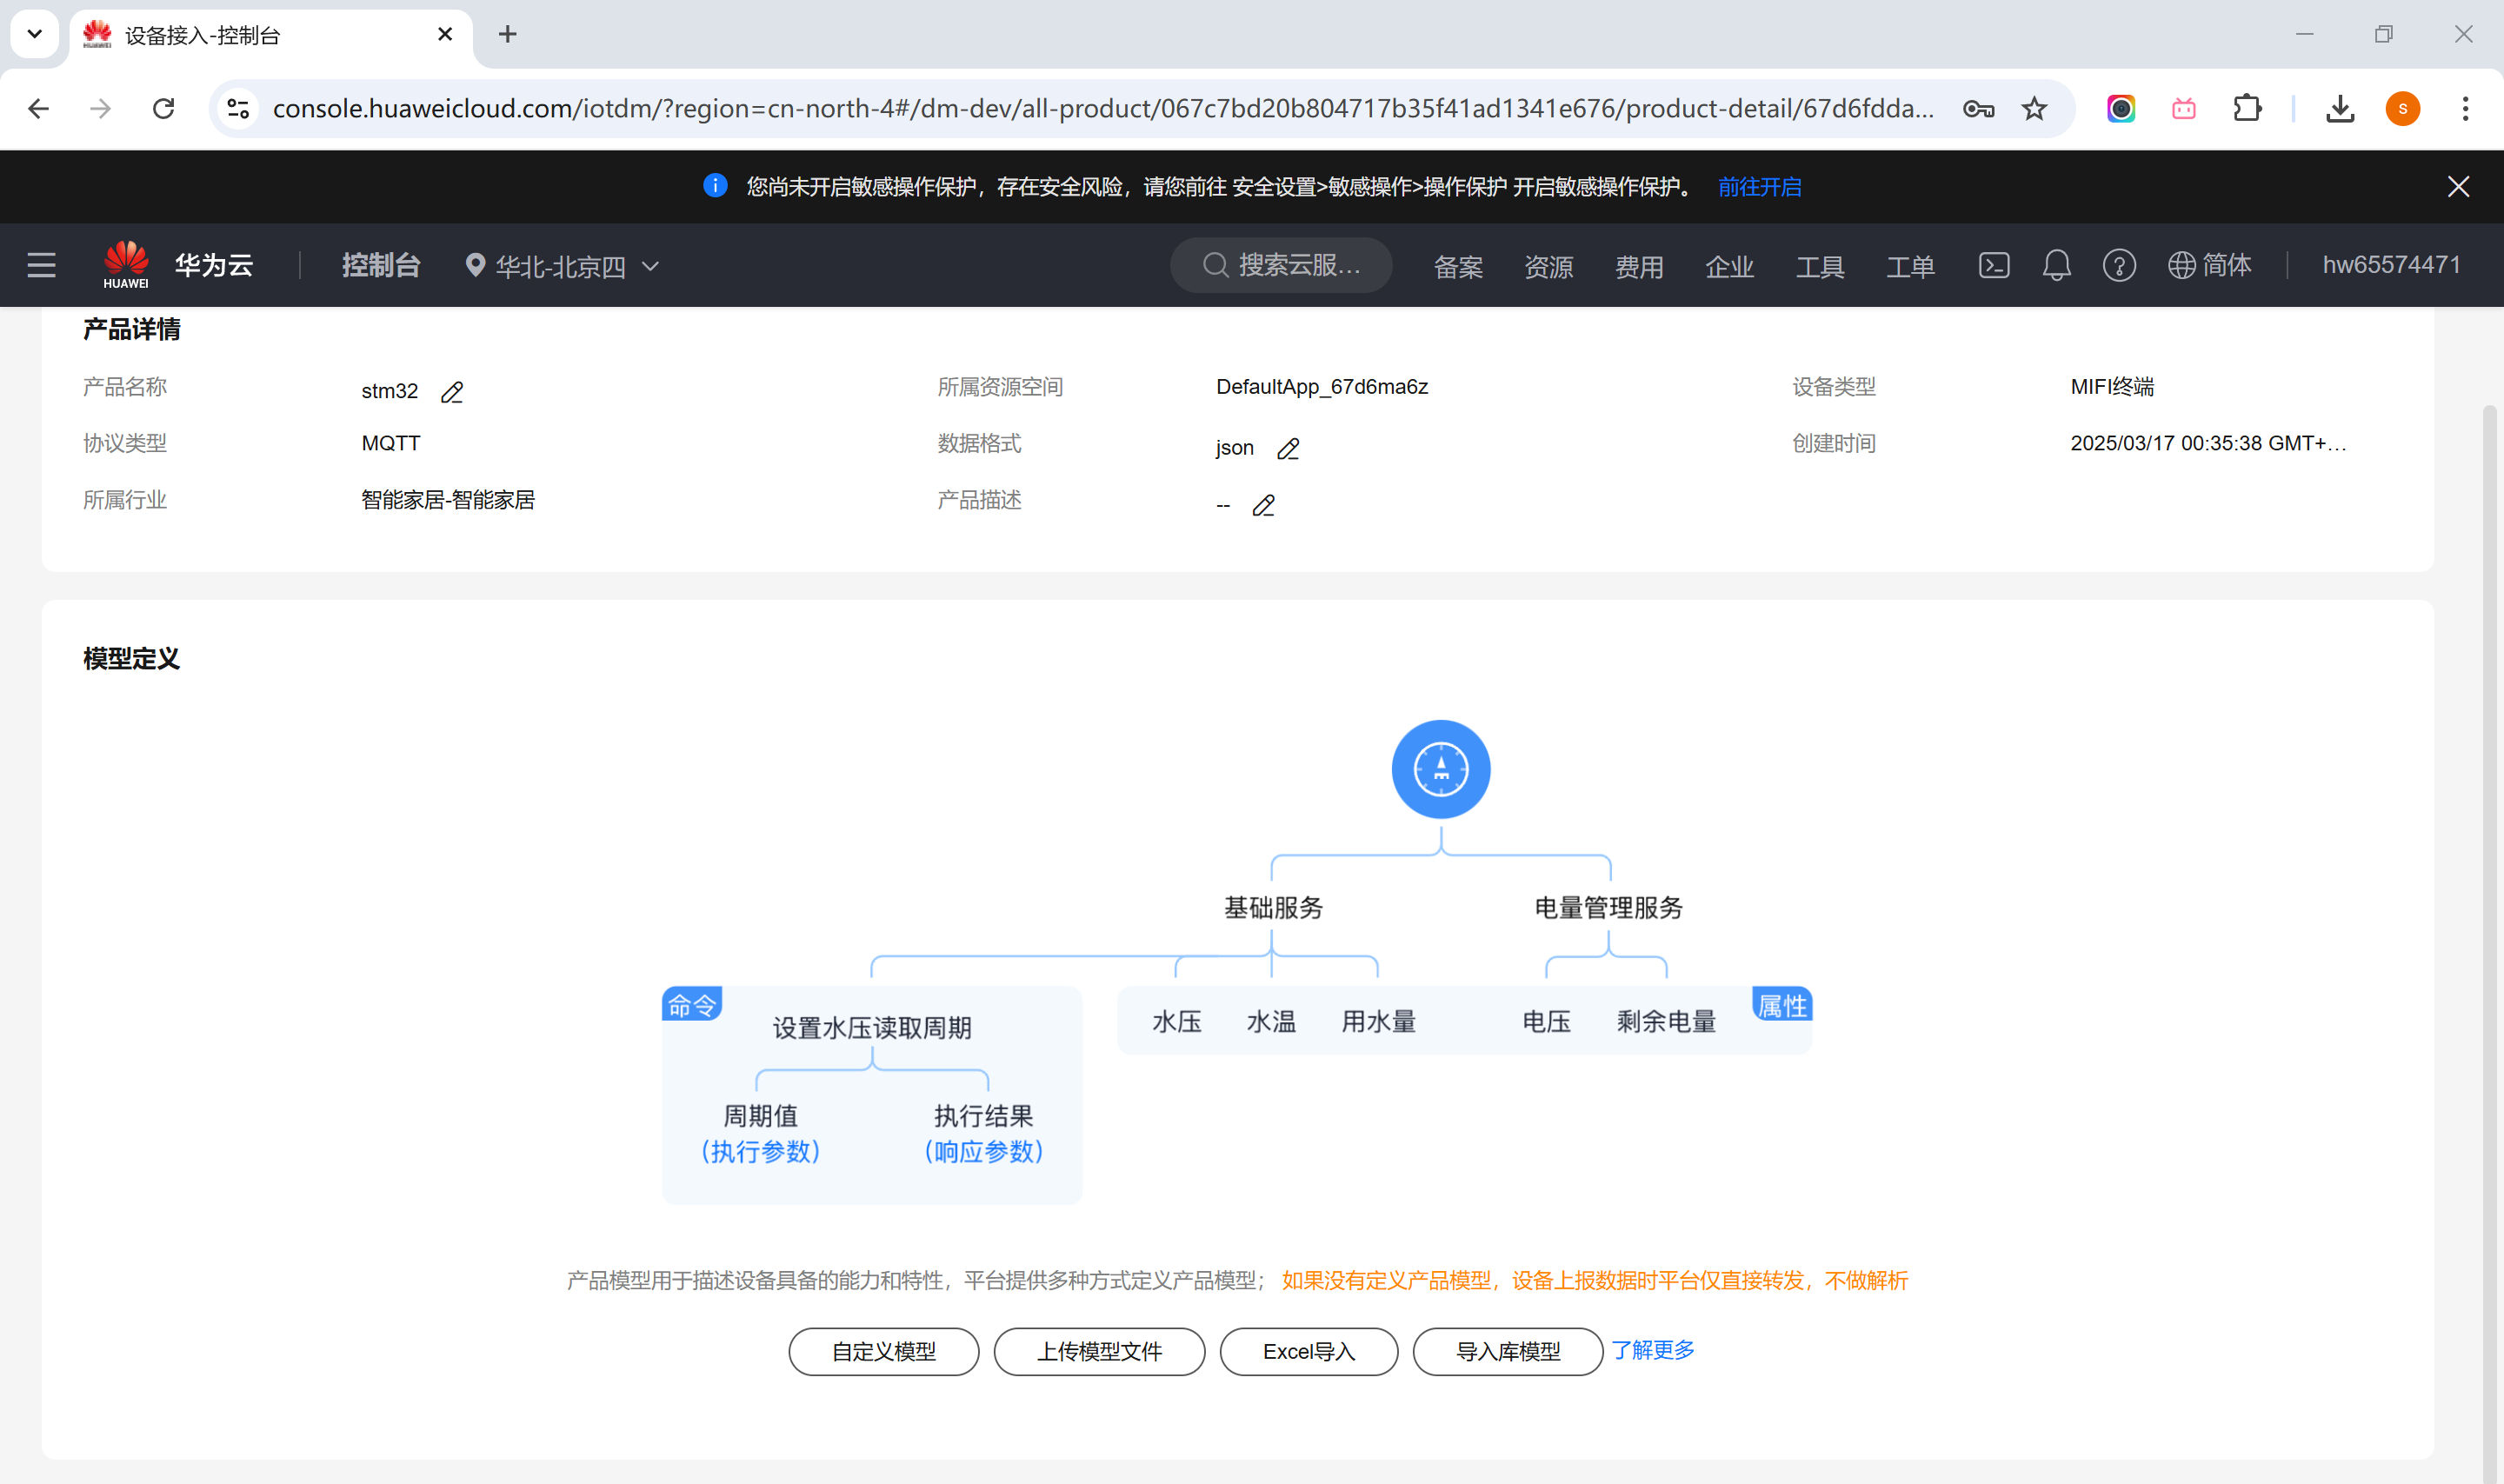 设备接入-控制台
console.huaweicloud.com/iotdm/?region=cn-north-4#/dm-dev/all-product/067c7bd20b804717b35f41ad1341e676/product-detail/67d6fdda...
S
您尚未开启敏感操作保护，存在安全风险，请您前往 安全设置>敏感操作>操作保护 开启敏感操作保护。 前往开启
HUAWEI 华为云 控制台 华北-北京四 搜索云服... 备案 资源 费用 企业 工具 工单 简体 hw65574471
产品详情
产品名称 stm32 所属资源空间 DefaultApp_67d6ma6z 设备类型 MIFI终端
协议类型 MQTT 数据格式 json 创建时间 2025/03/17 00:35:38 GMT+...
所属行业 智能家居-智能家居 产品描述 --
模型定义
基础服务 电量管理服务
命令 设置水压读取周期 水压 水温 用水量 电压 剩余电量 属性
周期值 执行结果
(执行参数) (响应参数)
产品模型用于描述设备具备的能力和特性，平台提供多种方式定义产品模型； 如果没有定义产品模型，设备上报数据时平台仅直接转发，不做解析
自定义模型 上传模型文件 Excel导入 导入库模型 了解更多